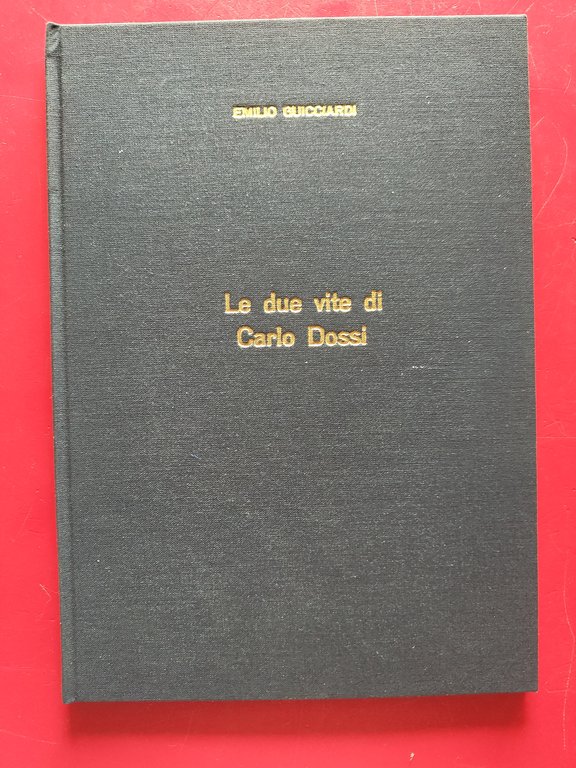 EMILIO GUICCIARDI
Le due vite di
Carlo Dossi